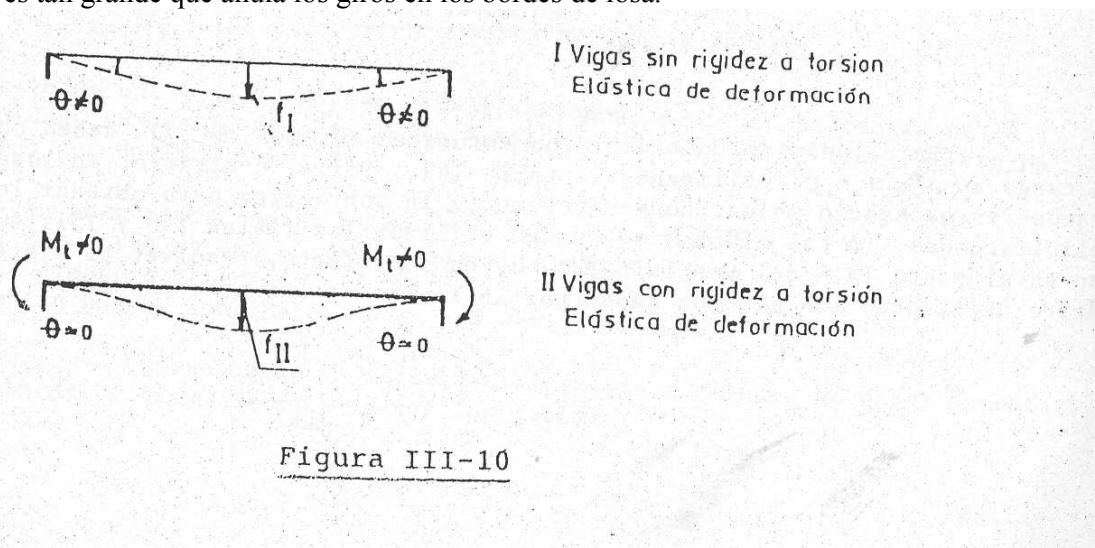 es tan grande que anula los giros en los bordes de losa.
I Vigas sin rigidez a torsion
Elástica de deformación
θ≠0
f_I
θ≠0
M_t≠0
M_t≠0
II Vigas con rigidez a torsión
Elástica de deformación
θ≃0
f_II
θ≃0
Figura III-10